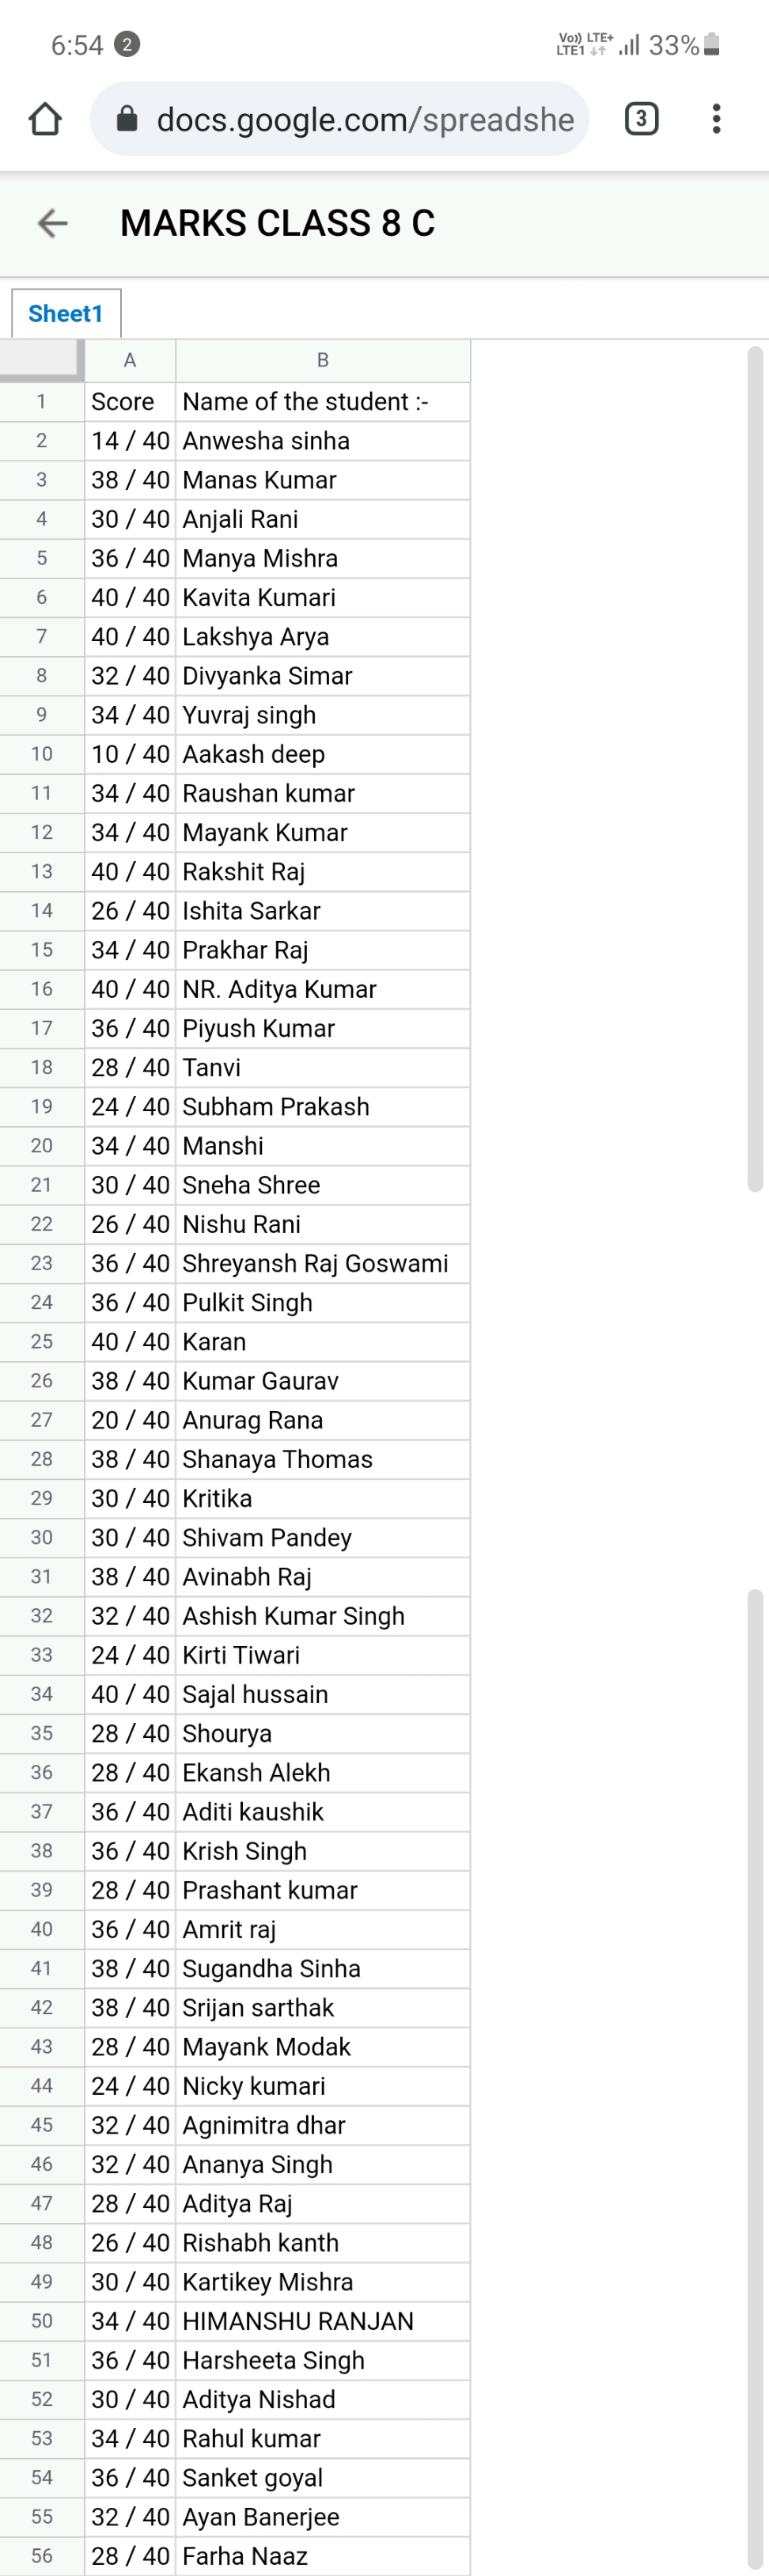 6:54 2 Vo)) LTE+ LTE1 33%
docs.google.com/spreadshe 3
MARKS CLASS 8 C
Sheet1
A B
1 Score Name of the student :-
2 14 / 40 Anwesha sinha
3 38 / 40 Manas Kumar
4 30 / 40 Anjali Rani
5 36 / 40 Manya Mishra
6 40 / 40 Kavita Kumari
7 40 / 40 Lakshya Arya
8 32 / 40 Divyanka Simar
9 34 / 40 Yuvraj singh
10 10 / 40 Aakash deep
11 34 / 40 Raushan kumar
12 34 / 40 Mayank Kumar
13 40 / 40 Rakshit Raj
14 26 / 40 Ishita Sarkar
15 34 / 40 Prakhar Raj
16 40 / 40 NR. Aditya Kumar
17 36 / 40 Piyush Kumar
18 28 / 40 Tanvi
19 24 / 40 Subham Prakash
20 34 / 40 Manshi
21 30 / 40 Sneha Shree
22 26 / 40 Nishu Rani
23 36 / 40 Shreyansh Raj Goswami
24 36 / 40 Pulkit Singh
25 40 / 40 Karan
26 38 / 40 Kumar Gaurav
27 20 / 40 Anurag Rana
28 38 / 40 Shanaya Thomas
29 30 / 40 Kritika
30 30 / 40 Shivam Pandey
31 38 / 40 Avinabh Raj
32 32 / 40 Ashish Kumar Singh
33 24 / 40 Kirti Tiwari
34 40 / 40 Sajal hussain
35 28 / 40 Shourya
36 28 / 40 Ekansh Alekh
37 36 / 40 Aditi kaushik
38 36 / 40 Krish Singh
39 28 / 40 Prashant kumar
40 36 / 40 Amrit raj
41 38 / 40 Sugandha Sinha
42 38 / 40 Srijan sarthak
43 28 / 40 Mayank Modak
44 24 / 40 Nicky kumari
45 32 / 40 Agnimitra dhar
46 32 / 40 Ananya Singh
47 28 / 40 Aditya Raj
48 26 / 40 Rishabh kanth
49 30 / 40 Kartikey Mishra
50 34 / 40 HIMANSHU RANJAN
51 36 / 40 Harsheeta Singh
52 30 / 40 Aditya Nishad
53 34 / 40 Rahul kumar
54 36 / 40 Sanket goyal
55 32 / 40 Ayan Banerjee
56 28 / 40 Farha Naaz